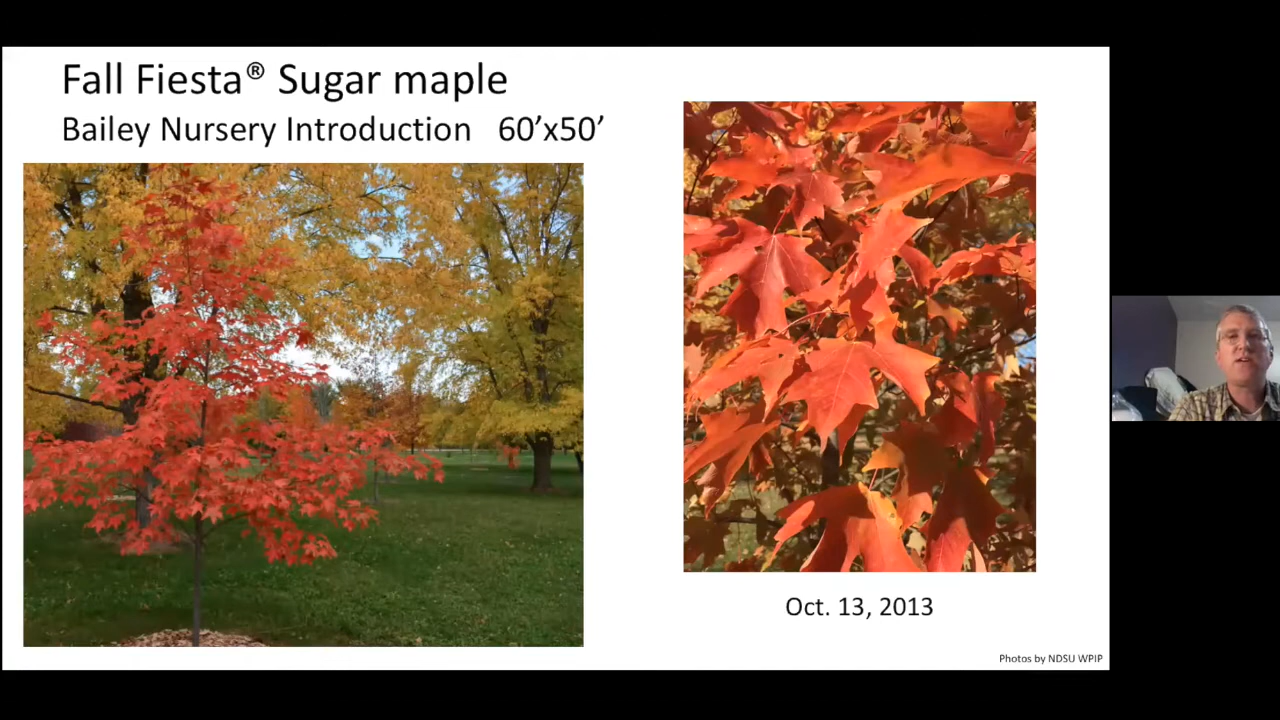 Fall Fiesta® Sugar maple
Bailey Nursery Introduction 60’x50’
Oct. 13, 2013
Photos by NDSU WPIP